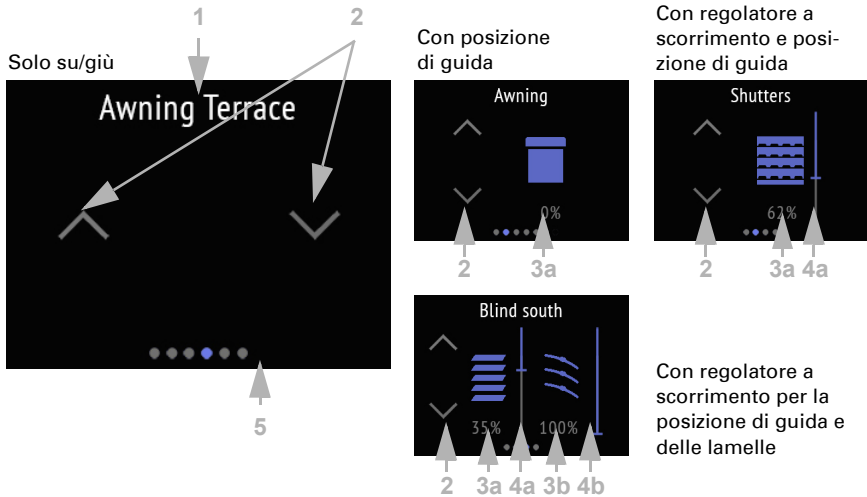 1
2
Solo su/giù
Awning Terrace
5
Con posizione
di guida
Awning
0%
2
3a
Con regolatore a
scorrimento e posi-
zione di guida
Shutters
62%
2
3a
4a
Blind south
35%
100%
2
3a
4a
3b
4b
Con regolatore a
scorrimento per la
posizione di guida e
delle lamelle